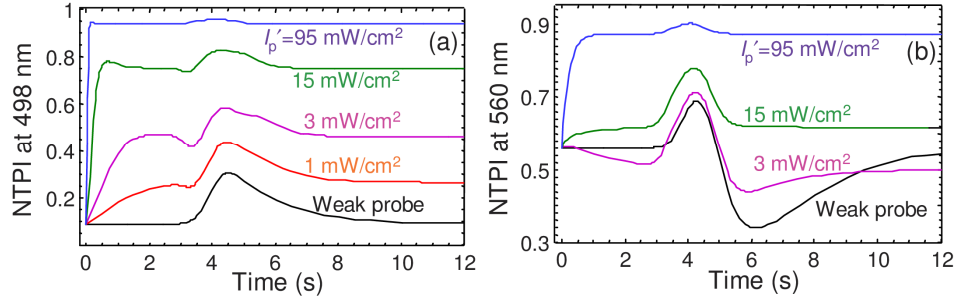 1
0.8
0.6
0.4
0.2
NTPI at 498 nm
Iₚ′=95 mW/cm²
(a)
15 mW/cm²
3 mW/cm²
1 mW/cm²
Weak probe
0 2 4 6 8 10 12
Time (s)
0.9
0.7
0.5
0.3
NTPI at 560 nm
Iₚ′=95 mW/cm²
(b)
15 mW/cm²
3 mW/cm²
Weak probe
0 2 4 6 8 10 12
Time (s)